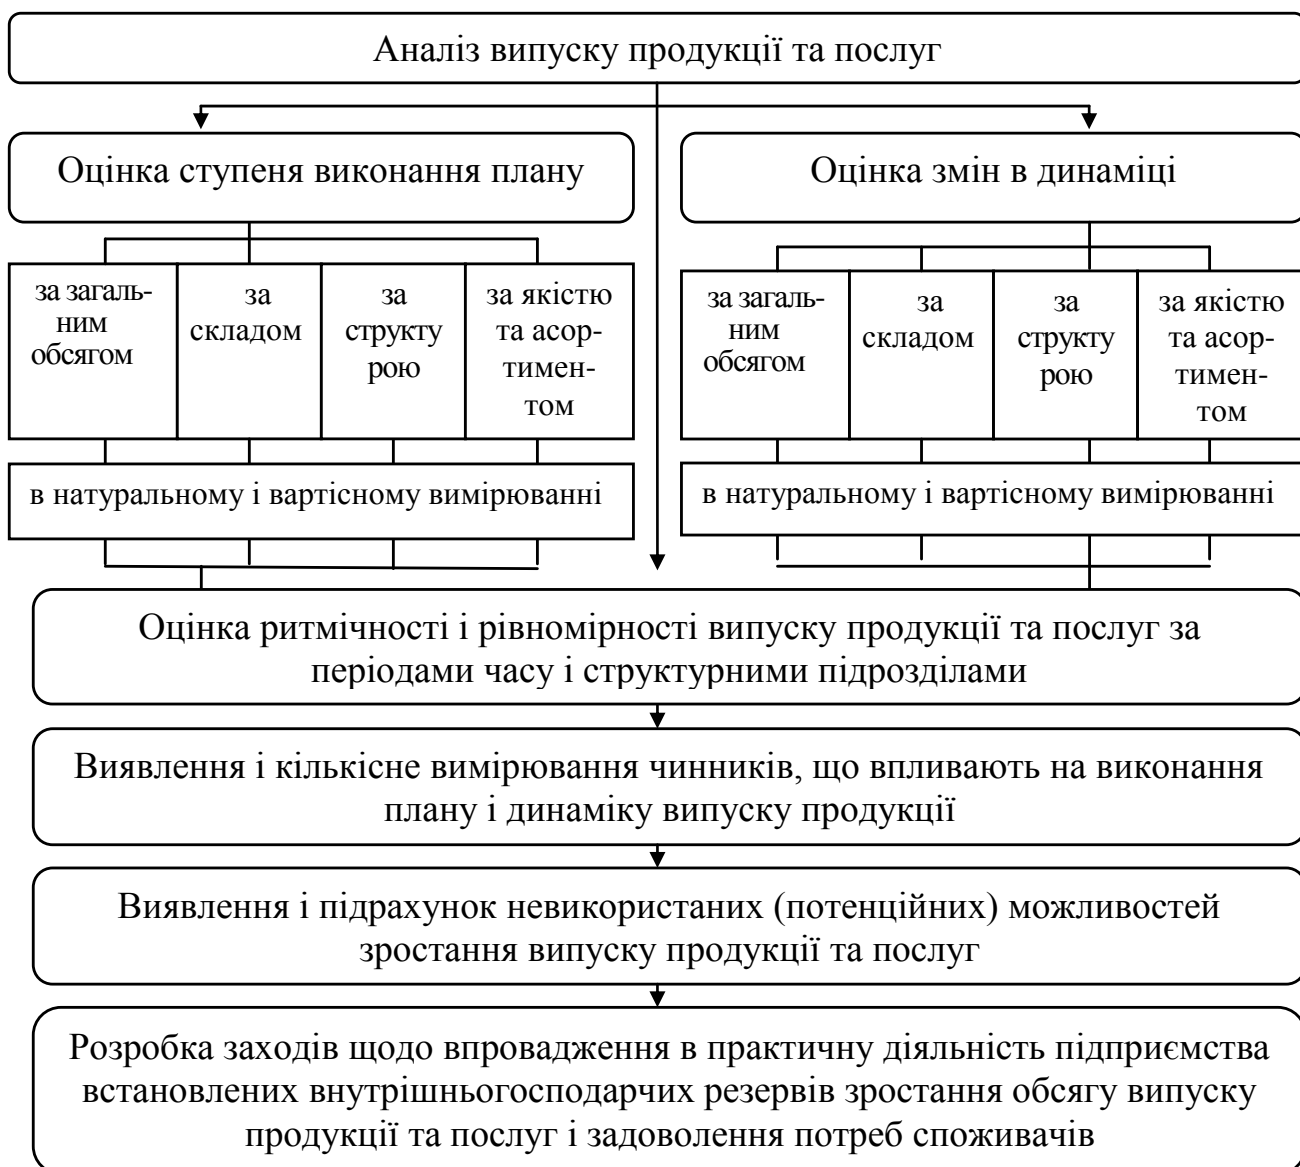 Аналіз випуску продукції та послуг
Оцінка ступеня виконання плану
Оцінка змін в динаміці
за загаль-
ним
обсягом
за
складом
за
структу
рою
за якістю
та асор-
тимен-
том
за загаль-
ним
обсягом
за
складом
за
структу
рою
за якістю
та асор-
тимен-
том
в натуральному і вартісному вимірюванні
в натуральному і вартісному вимірюванні
Оцінка ритмічності і рівномірності випуску продукції та послуг за
періодами часу і структурними підрозділами
Виявлення і кількісне вимірювання чинників, що впливають на виконання
плану і динаміку випуску продукції
Виявлення і підрахунок невикористаних (потенційних) можливостей
зростання випуску продукції та послуг
Розробка заходів щодо впровадження в практичну діяльність підприємства
встановлених внутрішньогосподарчих резервів зростання обсягу випуску
продукції та послуг і задоволення потреб споживачів